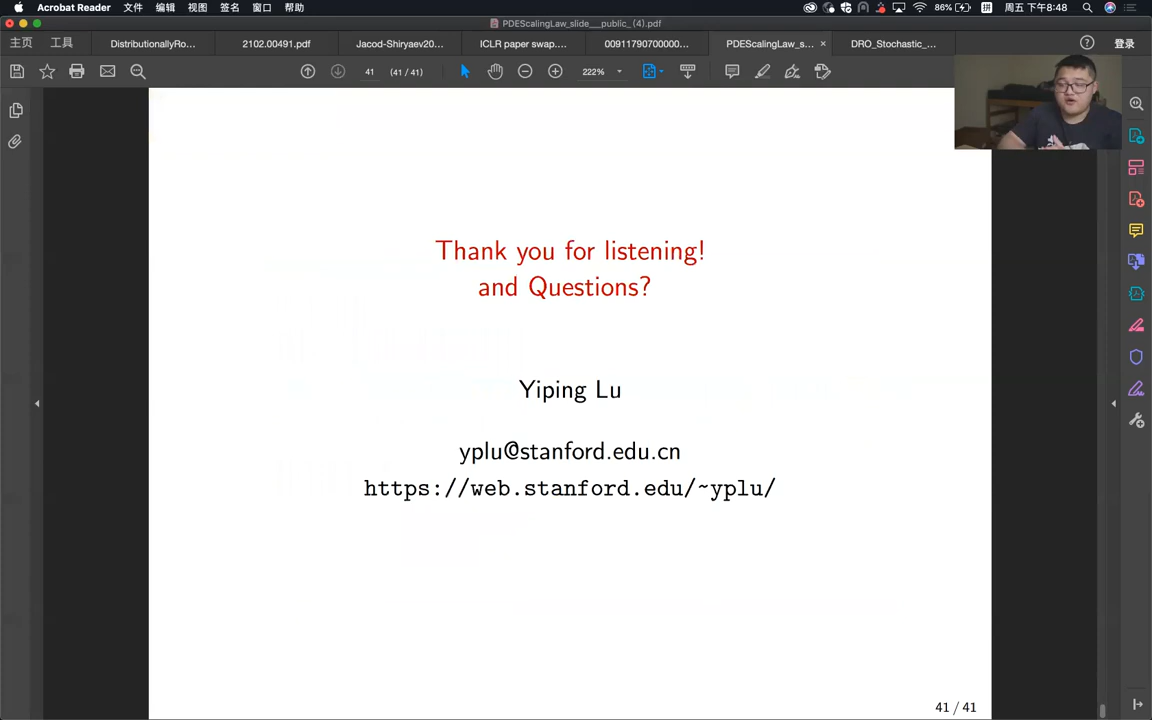 Acrobat Reader 文件 编辑 视图 签名 窗口 帮助 86% 拼 周五 下午8:48
PDEScalingLaw_slide__public_ (4).pdf
主页 工具 DistributionallyRo... 2102.00491.pdf Jacod-Shiryaev20... ICLR paper swap.... 00911790700000... PDEScalingLaw_s... × DRO_Stochastic_... 登录
41 (41 / 41) 222%
Thank you for listening!
and Questions?
Yiping Lu
yplu@stanford.edu.cn
https://web.stanford.edu/~yplu/
41 / 41